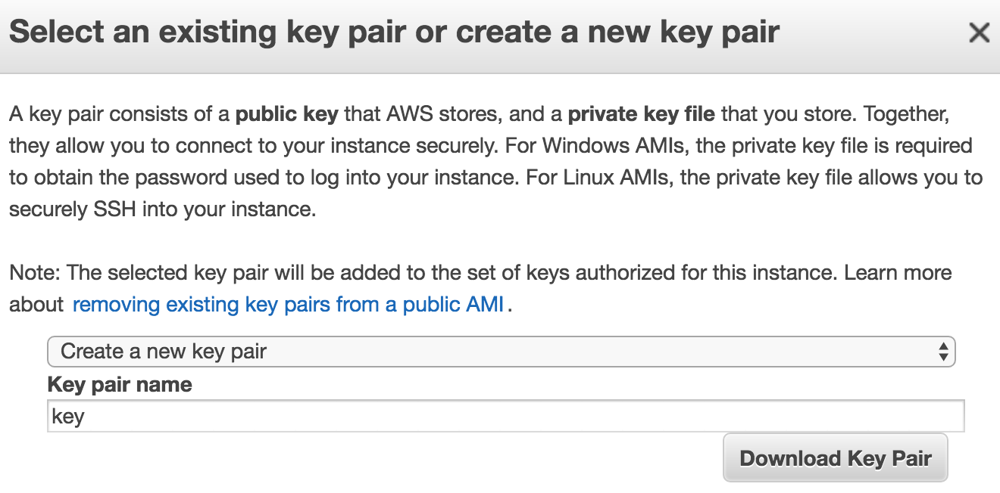 Select an existing key pair or create a new key pair
A key pair consists of a public key that AWS stores, and a private key file that you store. Together,
they allow you to connect to your instance securely. For Windows AMIs, the private key file is required
to obtain the password used to log into your instance. For Linux AMIs, the private key file allows you to
securely SSH into your instance.
Note: The selected key pair will be added to the set of keys authorized for this instance. Learn more
about removing existing key pairs from a public AMI .
Create a new key pair
Key pair name
key
Download Key Pair